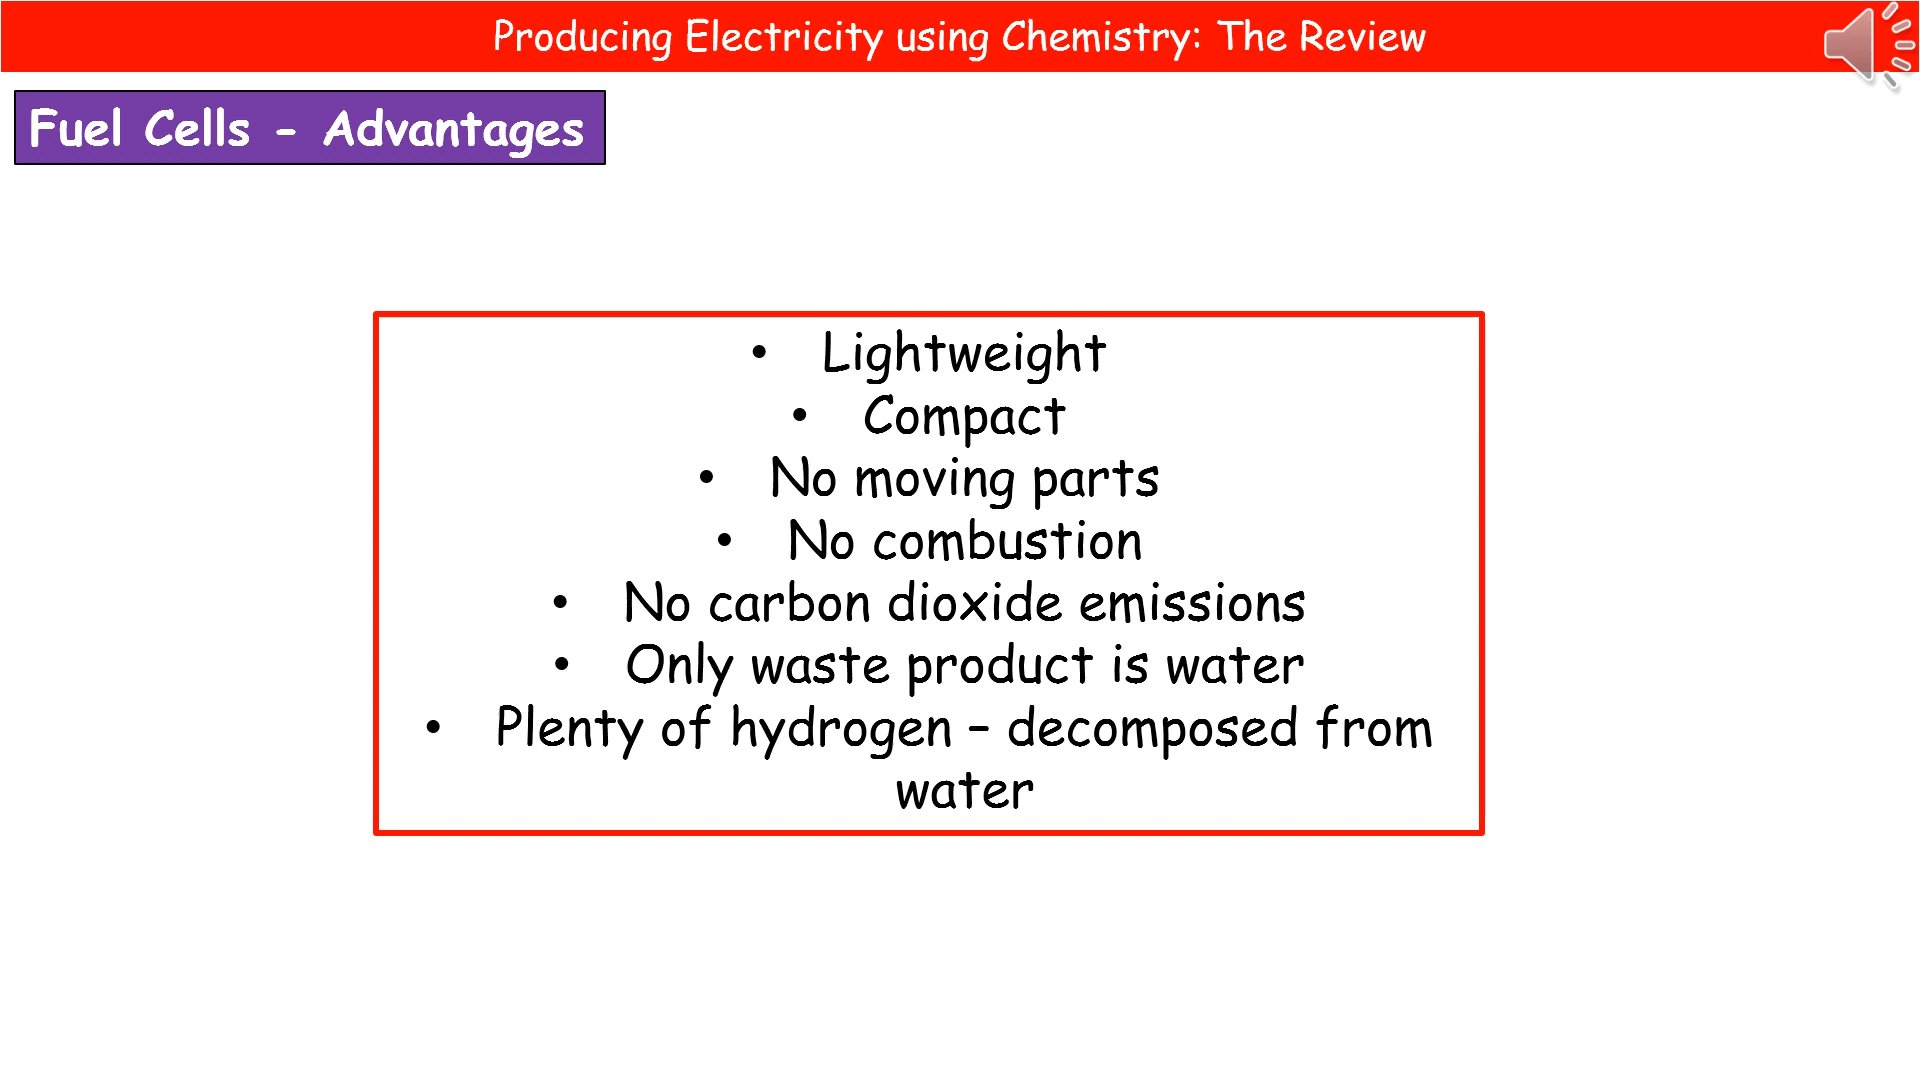 Producing Electricity using Chemistry: The Review
Fuel Cells - Advantages
• Lightweight
• Compact
• No moving parts
• No combustion
• No carbon dioxide emissions
• Only waste product is water
• Plenty of hydrogen – decomposed from
water